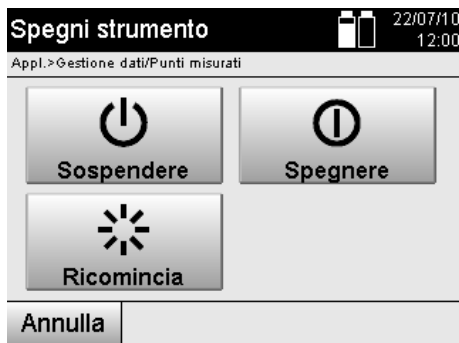 Spegni strumento
22/07/10
12:00
Appl.>Gestione dati/Punti misurati
Sospendere
Spegnere
Ricomincia
Annulla